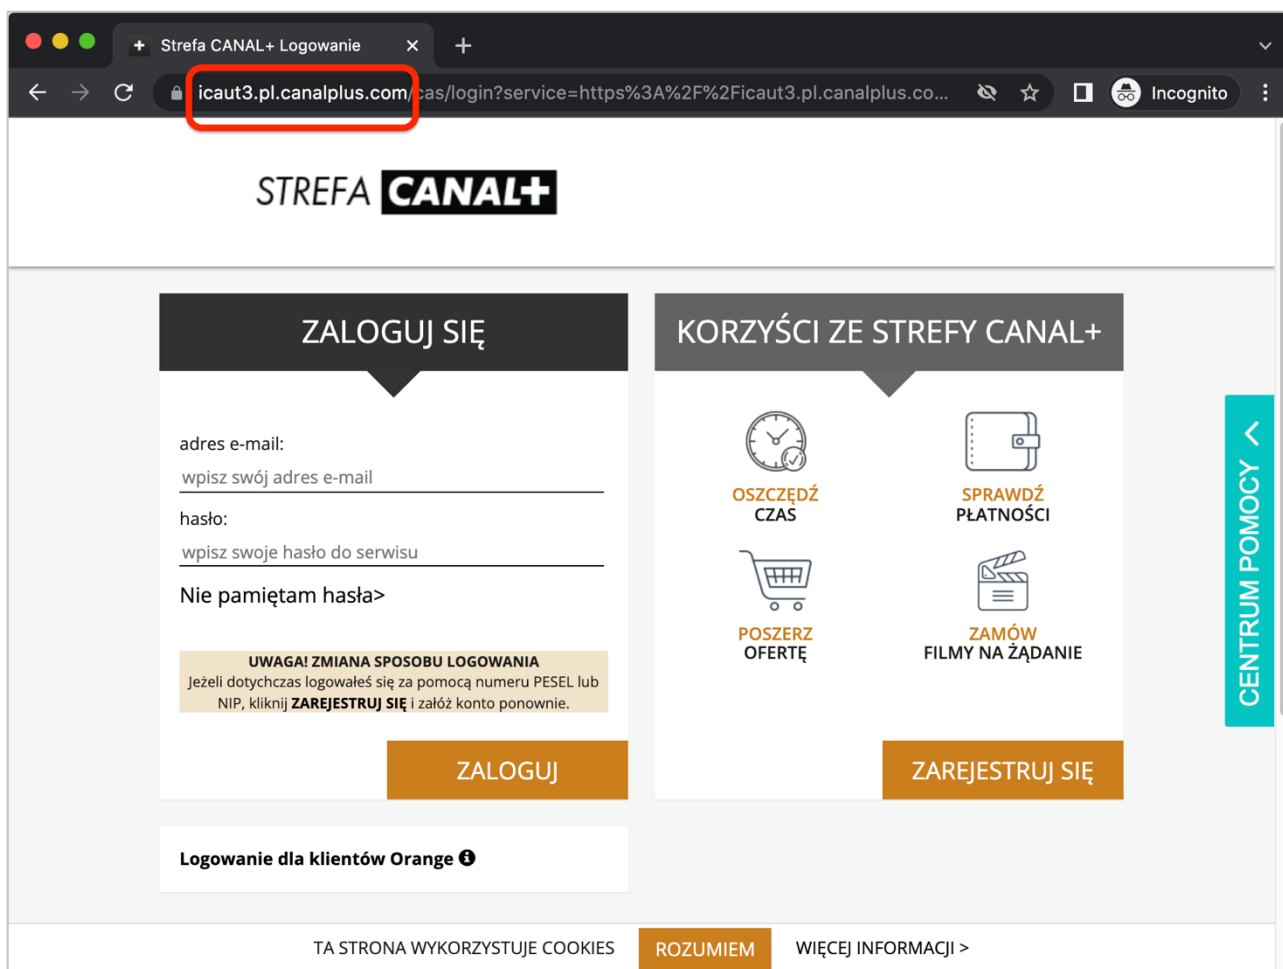 Strefa CANAL+ Logowanie
icaut3.pl.canalplus.com/cas/login?service=https%3A%2F%2Ficaut3.pl.canalplus.co...
Incognito
STREFA CANAL+
ZALOGUJ SIĘ
adres e-mail:
wpisz swój adres e-mail
hasło:
wpisz swoje hasło do serwisu
Nie pamiętam hasła>
UWAGA! ZMIANA SPOSOBU LOGOWANIA
Jeżeli dotychczas logowałeś się za pomocą numeru PESEL lub
NIP, kliknij ZAREJESTRUJ SIĘ i załóż konto ponownie.
ZALOGUJ
KORZYŚCI ZE STREFY CANAL+
OSZCZĘDŹ
CZAS
SPRAWDŹ
PŁATNOŚCI
POSZERZ
OFERTĘ
ZAMÓW
FILMY NA ŻĄDANIE
ZAREJESTRUJ SIĘ
CENTRUM POMOCY
Logowanie dla klientów Orange
TA STRONA WYKORZYSTUJE COOKIES
ROZUMIEM
WIĘCEJ INFORMACJI >